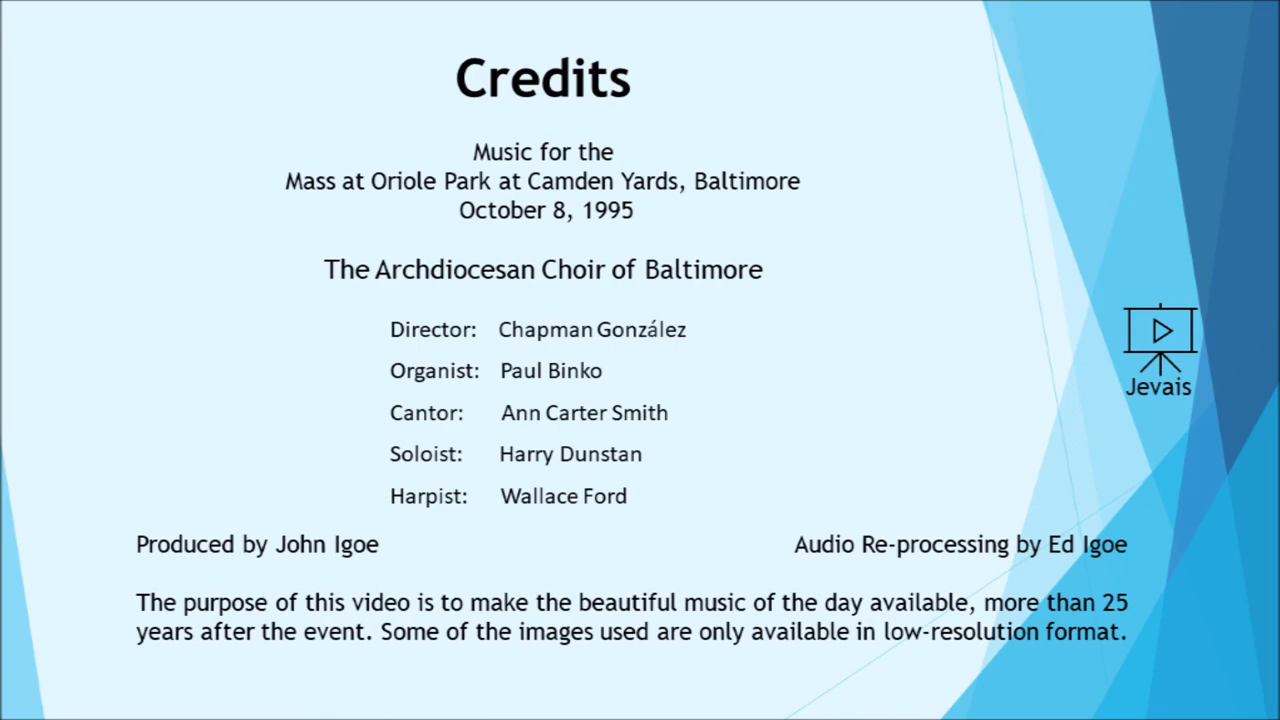 Credits
Music for the
Mass at Oriole Park at Camden Yards, Baltimore
October 8, 1995
The Archdiocesan Choir of Baltimore
Director: Chapman González
Organist: Paul Binko
Cantor: Ann Carter Smith
Soloist: Harry Dunstan
Harpist: Wallace Ford
Jevais
Produced by John Igoe
Audio Re-processing by Ed Igoe
The purpose of this video is to make the beautiful music of the day available, more than 25
years after the event. Some of the images used are only available in low-resolution format.